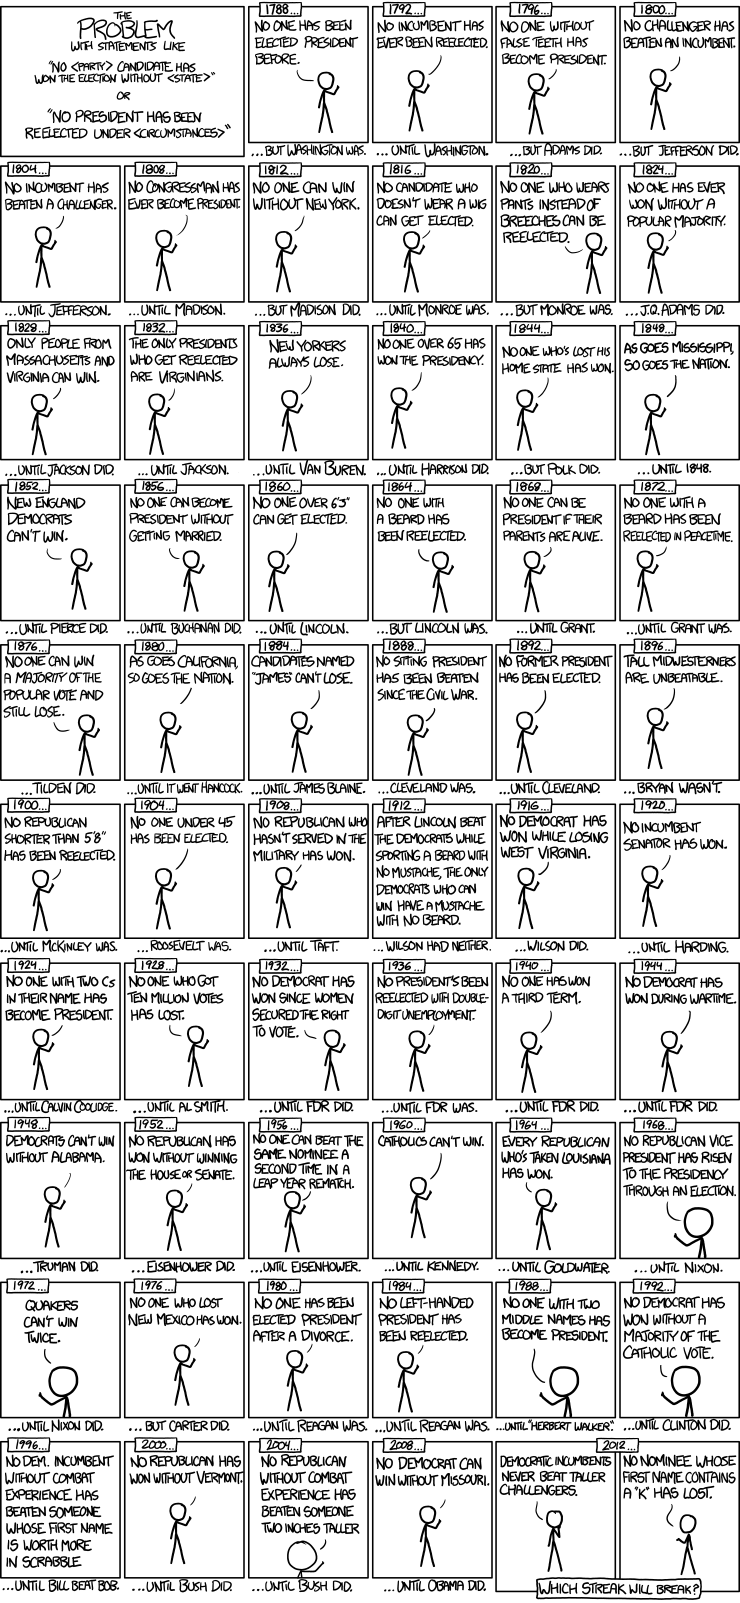 THE
PROBLEM
WITH STATEMENTS LIKE
"NO <PARTY> CANDIDATE HAS
WON THE ELECTION WITHOUT <STATE>"
OR
"NO PRESIDENT HAS BEEN
REELECTED UNDER <CIRCUMSTANCES>"
1788...
NO ONE HAS BEEN
ELECTED PRESIDENT
BEFORE.
...BUT WASHINGTON WAS.
1792...
NO INCUMBENT HAS
EVER BEEN REELECTED.
...UNTIL WASHINGTON.
1796...
NO ONE WITHOUT
FALSE TEETH HAS
BECOME PRESIDENT.
...BUT ADAMS DID.
1800...
NO CHALLENGER HAS
BEATEN AN INCUMBENT.
...BUT JEFFERSON DID.
1804...
NO INCUMBENT HAS
BEATEN A CHALLENGER.
...UNTIL JEFFERSON.
1808...
NO CONGRESSMAN HAS
EVER BECOME PRESIDENT.
...UNTIL MADISON.
1812...
NO ONE CAN WIN
WITHOUT NEW YORK.
...BUT MADISON DID.
1816...
NO CANDIDATE WHO
DOESN'T WEAR A WIG
CAN GET ELECTED.
...UNTIL MONROE WAS.
1820...
NO ONE WHO WEARS
PANTS INSTEAD OF
BREECHES CAN BE
REELECTED.
...BUT MONROE WAS.
1824...
NO ONE HAS EVER
WON WITHOUT A
POPULAR MAJORITY.
...J.Q. ADAMS DID.
1828...
ONLY PEOPLE FROM
MASSACHUSETTS AND
VIRGINIA CAN WIN.
...UNTIL JACKSON DID.
1832...
THE ONLY PRESIDENTS
WHO GET REELECTED
ARE VIRGINIANS.
...UNTIL JACKSON.
1836...
NEW YORKERS
ALWAYS LOSE.
...UNTIL VAN BUREN.
1840...
NO ONE OVER 65 HAS
WON THE PRESIDENCY.
...UNTIL HARRISON DID.
1844...
NO ONE WHO'S LOST HIS
HOME STATE HAS WON.
...BUT POLK DID.
1848...
AS GOES MISSISSIPPI,
SO GOES THE NATION.
...UNTIL 1848.
1852...
NEW ENGLAND
DEMOCRATS
CAN'T WIN.
...UNTIL PIERCE DID.
1856...
NO ONE CAN BECOME
PRESIDENT WITHOUT
GETTING MARRIED.
...UNTIL BUCHANAN DID.
1860...
NO ONE OVER 6'3"
CAN GET ELECTED.
...UNTIL LINCOLN.
1864...
NO ONE WITH
A BEARD HAS
BEEN REELECTED.
...BUT LINCOLN WAS.
1868...
NO ONE CAN BE
PRESIDENT IF THEIR
PARENTS ARE ALIVE.
...UNTIL GRANT.
1872...
NO ONE WITH A
BEARD HAS BEEN
REELECTED IN PEACETIME.
...UNTIL GRANT WAS.
1876...
NO ONE CAN WIN
A MAJORITY OF THE
POPULAR VOTE AND
STILL LOSE.
...TILDEN DID.
1880...
AS GOES CALIFORNIA,
SO GOES THE NATION.
...UNTIL IT WENT HANCOCK.
1884...
CANDIDATES NAMED
"JAMES" CAN'T LOSE.
...UNTIL JAMES BLAINE.
1888...
NO SITTING PRESIDENT
HAS BEEN BEATEN
SINCE THE CIVIL WAR.
...CLEVELAND WAS.
1892...
NO FORMER PRESIDENT
HAS BEEN ELECTED.
...UNTIL CLEVELAND.
1896...
TALL MIDWESTERNERS
ARE UNBEATABLE.
...BRYAN WASN'T.
1900...
NO REPUBLICAN
SHORTER THAN 5'8"
HAS BEEN REELECTED.
...UNTIL MCKINLEY WAS.
1904...
NO ONE UNDER 45
HAS BEEN ELECTED.
...ROOSEVELT WAS.
1908...
NO REPUBLICAN WHO
HASN'T SERVED IN THE
MILITARY HAS WON.
...UNTIL TAFT.
1912...
AFTER LINCOLN BEAT
THE DEMOCRATS WHILE
SPORTING A BEARD WITH
NO MUSTACHE, THE ONLY
DEMOCRATS WHO CAN
WIN HAVE A MUSTACHE
WITH NO BEARD.
...WILSON HAD NEITHER.
1916...
NO DEMOCRAT HAS
WON WHILE LOSING
WEST VIRGINIA.
...WILSON DID.
1920...
NO INCUMBENT
SENATOR HAS WON.
...UNTIL HARDING.
1924...
NO ONE WITH TWO Cs
IN THEIR NAME HAS
BECOME PRESIDENT.
...UNTIL CALVIN COOLIDGE.
1928...
NO ONE WHO GOT
TEN MILLION VOTES
HAS LOST.
...UNTIL AL SMITH.
1932...
NO DEMOCRAT HAS
WON SINCE WOMEN
SECURED THE RIGHT
TO VOTE.
...UNTIL FDR DID.
1936...
NO PRESIDENT'S BEEN
REELECTED WITH DOUBLE-
DIGIT UNEMPLOYMENT.
...UNTIL FDR WAS.
1940...
NO ONE HAS WON
A THIRD TERM.
...UNTIL FDR DID.
1944...
NO DEMOCRAT HAS
WON DURING WARTIME.
...UNTIL FDR DID.
1948...
DEMOCRATS CAN'T WIN
WITHOUT ALABAMA.
...TRUMAN DID.
1952...
NO REPUBLICAN HAS
WON WITHOUT WINNING
THE HOUSE OR SENATE.
...EISENHOWER DID.
1956...
NO ONE CAN BEAT THE
SAME NOMINEE A
SECOND TIME IN A
LEAP YEAR REMATCH.
...UNTIL EISENHOWER.
1960...
CATHOLICS CAN'T WIN.
...UNTIL KENNEDY.
1964...
EVERY REPUBLICAN
WHO'S TAKEN LOUISIANA
HAS WON.
...UNTIL GOLDWATER.
1968...
NO REPUBLICAN VICE
PRESIDENT HAS RISEN
TO THE PRESIDENCY
THROUGH AN ELECTION.
...UNTIL NIXON.
1972...
QUAKERS
CAN'T WIN
TWICE.
...UNTIL NIXON DID.
1976...
NO ONE WHO LOST
NEW MEXICO HAS WON.
...BUT CARTER DID.
1980...
NO ONE HAS BEEN
ELECTED PRESIDENT
AFTER A DIVORCE.
...UNTIL REAGAN WAS.
1984...
NO LEFT-HANDED
PRESIDENT HAS
BEEN REELECTED.
...UNTIL REAGAN WAS.
1988...
NO ONE WITH TWO
MIDDLE NAMES HAS
BECOME PRESIDENT.
...UNTIL "HERBERT WALKER".
1992...
NO DEMOCRAT HAS
WON WITHOUT A
MAJORITY OF THE
CATHOLIC VOTE.
...UNTIL CLINTON DID.
1996...
NO DEM. INCUMBENT
WITHOUT COMBAT
EXPERIENCE HAS
BEATEN SOMEONE
WHOSE FIRST NAME
IS WORTH MORE
IN SCRABBLE
...UNTIL BILL BEAT BOB.
2000...
NO REPUBLICAN HAS
WON WITHOUT VERMONT.
...UNTIL BUSH DID.
2004...
NO REPUBLICAN
WITHOUT COMBAT
EXPERIENCE HAS
BEATEN SOMEONE
TWO INCHES TALLER
...UNTIL BUSH DID.
2008...
NO DEMOCRAT CAN
WIN WITHOUT MISSOURI.
...UNTIL OBAMA DID.
2012...
DEMOCRATIC INCUMBENTS
NEVER BEAT TALLER
CHALLENGERS.
NO NOMINEE WHOSE
FIRST NAME CONTAINS
A "K" HAS LOST.
WHICH STREAK WILL BREAK?